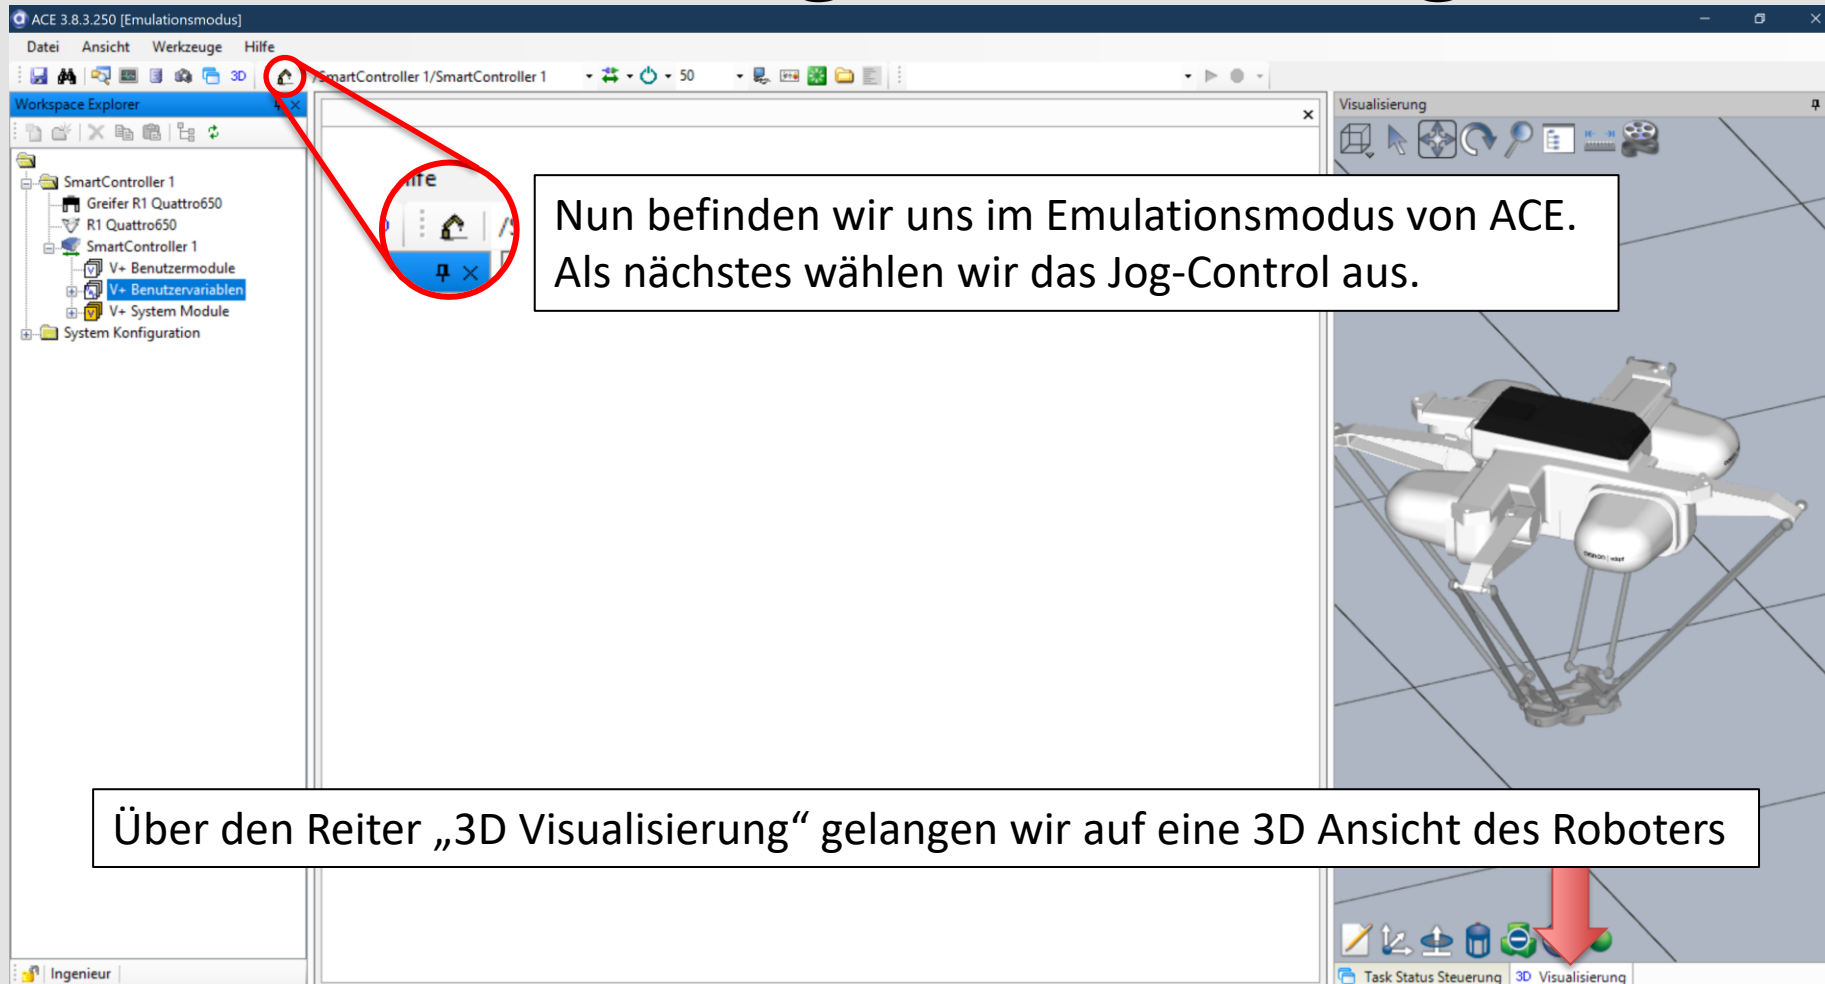 ACE 3.8.3.250 [Emulationsmodus]
Datei Ansicht Werkzeuge Hilfe
3D /SmartController 1/SmartController 1 50
Workspace Explorer
Visualisierung
SmartController 1
Greifer R1 Quattro650
R1 Quattro650
SmartController 1
V+ Benutzermodule
V+ Benutzervariablen
V+ System Module
System Konfiguration
Nun befinden wir uns im Emulationsmodus von ACE.
Als nächstes wählen wir das Jog-Control aus.
Über den Reiter „3D Visualisierung“ gelangen wir auf eine 3D Ansicht des Roboters
Ingenieur
Task Status Steuerung 3D Visualisierung